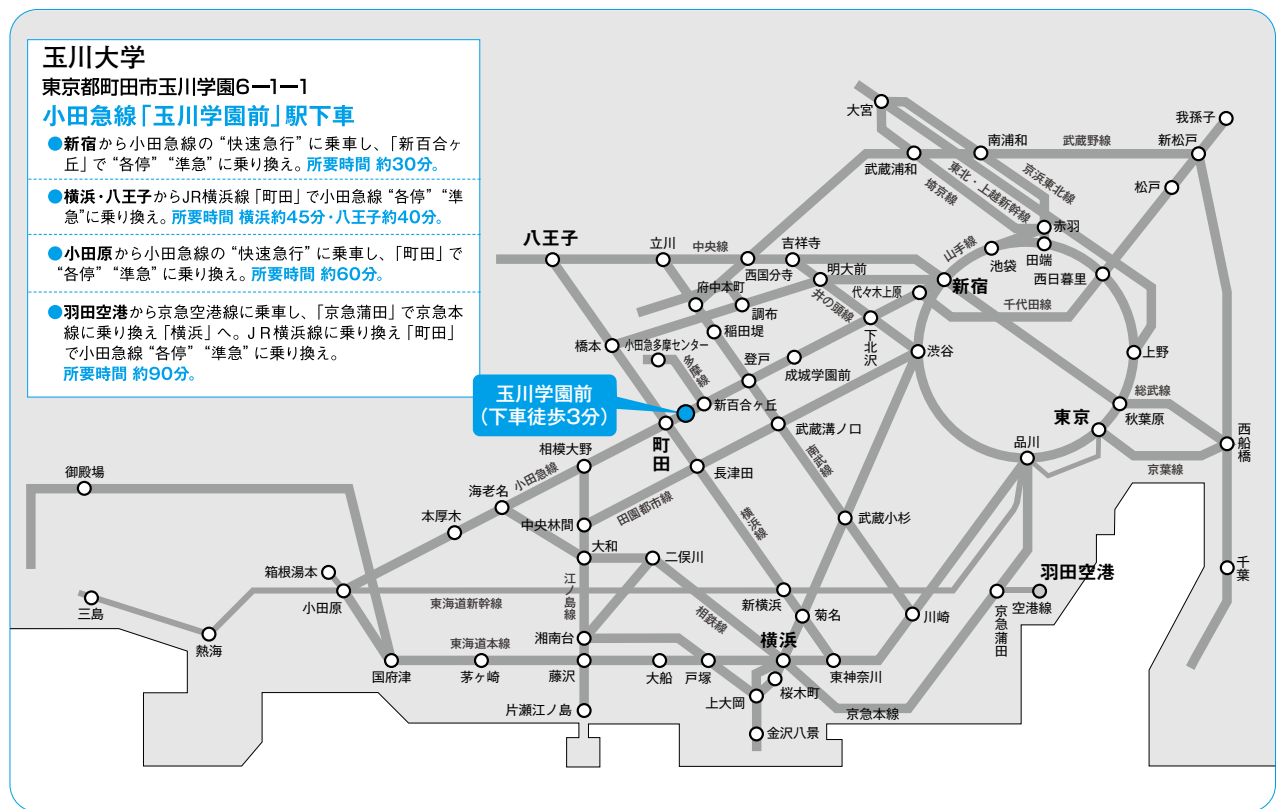 玉川大学
東京都町田市玉川学園6ー1ー1
小田急線「玉川学園前」駅下車
●新宿から小田急線の“快速急行”に乗車し、「新百合ヶ
丘」で“各停”“準急”に乗り換え。所要時間 約30分。
●横浜・八王子からJR横浜線「町田」で小田急線“各停”“準
急”に乗り換え。所要時間 横浜約45分・八王子約40分。
●小田原から小田急線の“快速急行”に乗車し、「町田」で
“各停”“準急”に乗り換え。所要時間 約60分。
●羽田空港から京急空港線に乗車し、「京急蒲田」で京急本
線に乗り換え「横浜」へ。JR横浜線に乗り換え「町田」
で小田急線“各停”“準急”に乗り換え。
所要時間 約90分。
大宮
我孫子
南浦和
武蔵野線
新松戸
武蔵浦和
京浜東北線
東北・上越新幹線
埼京線
松戸
赤羽
八王子
立川
中央線
吉祥寺
山手線
池袋
田端
西国分寺
明大前
西日暮里
新宿
府中本町
井の頭線
代々木上原
千代田線
調布
稲田堤
下北沢
橋本
小田急多摩センター
渋谷
上野
多摩線
登戸
成城学園前
玉川学園前
(下車徒歩3分)
新百合ヶ丘
総武線
秋葉原
東京
町田
武蔵溝ノ口
品川
西船橋
京葉線
相模大野
南武線
御殿場
小田急線
長津田
海老名
田園都市線
本厚木
中央林間
横浜線
武蔵小杉
大和
二俣川
千葉
箱根湯本
羽田空港
小田原
東海道新幹線
江ノ島線
新横浜
京急蒲田
空港線
三島
相鉄線
菊名
川崎
熱海
東海道本線
湘南台
横浜
国府津
茅ヶ崎
藤沢
大船
戸塚
東神奈川
上大岡
桜木町
片瀬江ノ島
京急本線
金沢八景